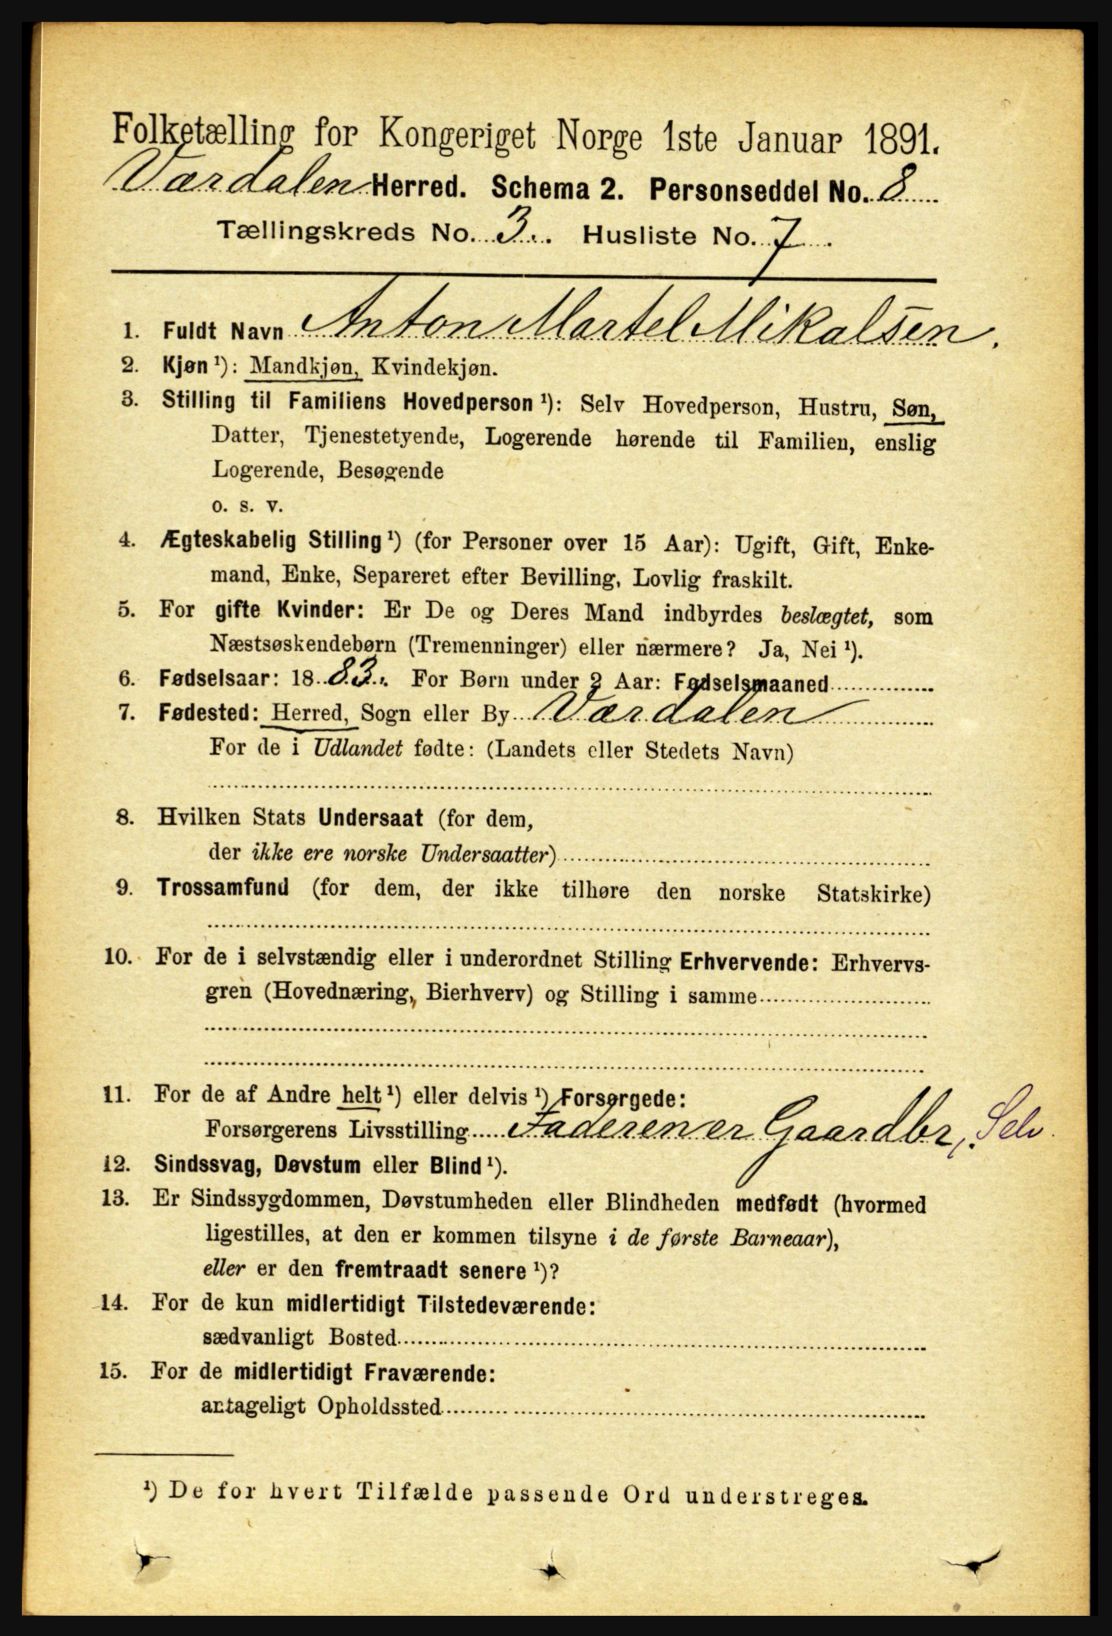 Folketælling for Kongeriget Norge 1ste Januar 1891.
Værdalen Herred. Schema 2. Personseddel No. 8
Tællingskreds No. 3. Husliste No. 7
1. Fuldt Navn Anton Martel Mikalsen.
2. Kjøn ¹): Mandkjøn, Kvindekjøn.
3. Stilling til Familiens Hovedperson ¹): Selv Hovedperson, Hustru, Søn,
Datter, Tjenestetyende, Logerende hørende til Familien, enslig
Logerende, Besøgende
o. s. v.
4. Ægteskabelig Stilling ¹) (for Personer over 15 Aar): Ugift, Gift, Enke-
mand, Enke, Separeret efter Bevilling, Lovlig fraskilt.
5. For gifte Kvinder: Er De og Deres Mand indbyrdes beslægtet, som
Næstsøskendebørn (Tremenninger) eller nærmere? Ja, Nei ¹).
6. Fødselsaar: 1883. For Børn under 2 Aar: Fødselsmaaned
7. Fødested: Herred, Sogn eller By Værdalen
For de i Udlandet fødte: (Landets eller Stedets Navn)
8. Hvilken Stats Undersaat (for dem,
der ikke ere norske Undersaatter)
9. Trossamfund (for dem, der ikke tilhøre den norske Statskirke)
10. For de i selvstændig eller i underordnet Stilling Erhvervende: Erhvervs-
gren (Hovednæring, Bierhverv) og Stilling i samme
11. For de af Andre helt ¹) eller delvis ¹) Forsørgede:
Forsørgerens Livsstilling Faderen er Gaardbr, Selv.
12. Sindssvag, Døvstum eller Blind ¹).
13. Er Sindssygdommen, Døvstumheden eller Blindheden medfødt (hvormed
ligestilles, at den er kommen tilsyne i de første Barneaar),
eller er den fremtraadt senere ¹)?
14. For de kun midlertidigt Tilstedeværende:
sædvanligt Bosted
15. For de midlertidigt Fraværende:
antageligt Opholdssted
¹) De for hvert Tilfælde passende Ord understreges.